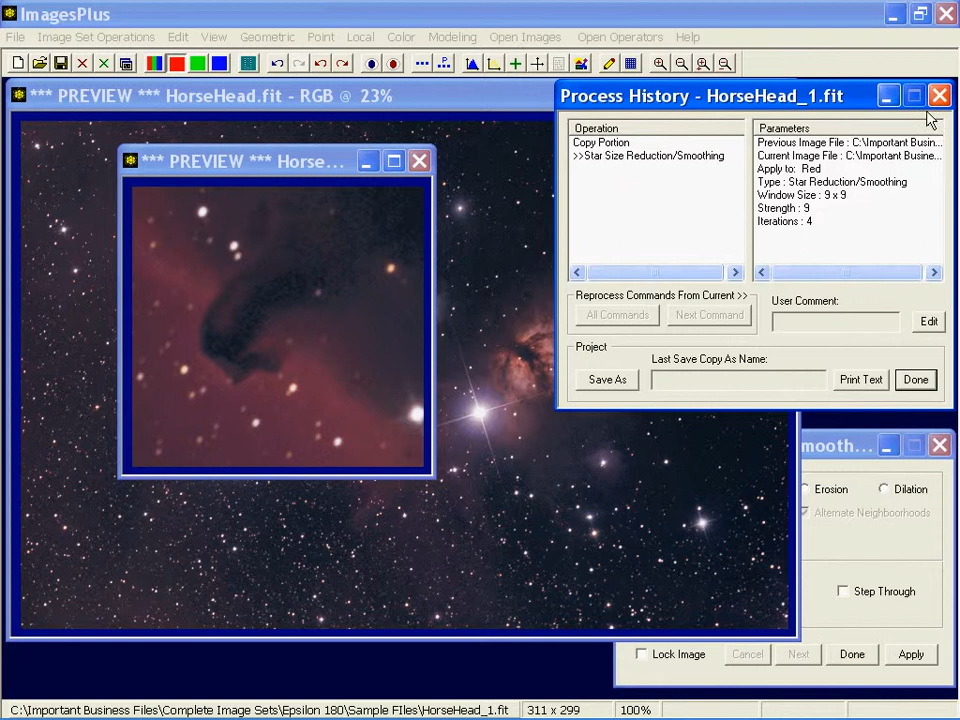 ImagesPlus
File Image Set Operations Edit View Geometric Point Local Color Modeling Open Images Open Operators Help
*** PREVIEW *** HorseHead.fit - RGB @ 23%
Process History - HorseHead_1.fit
*** PREVIEW *** Horse...
Operation
Copy Portion
>>Star Size Reduction/Smoothing
Parameters
Previous Image File : C:\Important Busin...
Current Image File : C:\Important Busine...
Apply to: Red
Type : Star Reduction/Smoothing
Window Size : 9 x 9
Strength : 9
Iterations : 4
Reprocess Commands From Current >>
All Commands Next Command
User Comment:
Edit
Project
Last Save Copy As Name:
Save As Print Text Done
mooth...
Erosion Dilation
Alternate Neighboorhoods
Step Through
Lock Image Cancel Next Done Apply
C:\Important Business Files\Complete Image Sets\Epsilon 180\Sample FIles\HorseHead_1.fit 311 x 299 100%